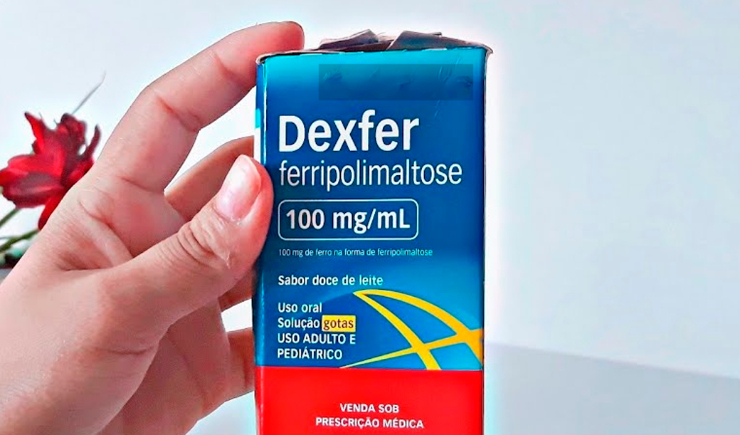 Dexfer
ferripolimaltose
100 mg/mL
100 mg de ferro na forma de ferripolimaltose
Sabor doce de leite
Uso oral
Solução gotas
USO ADULTO E
PEDIÁTRICO
VENDA SOB
PRESCRIÇÃO MÉDICA